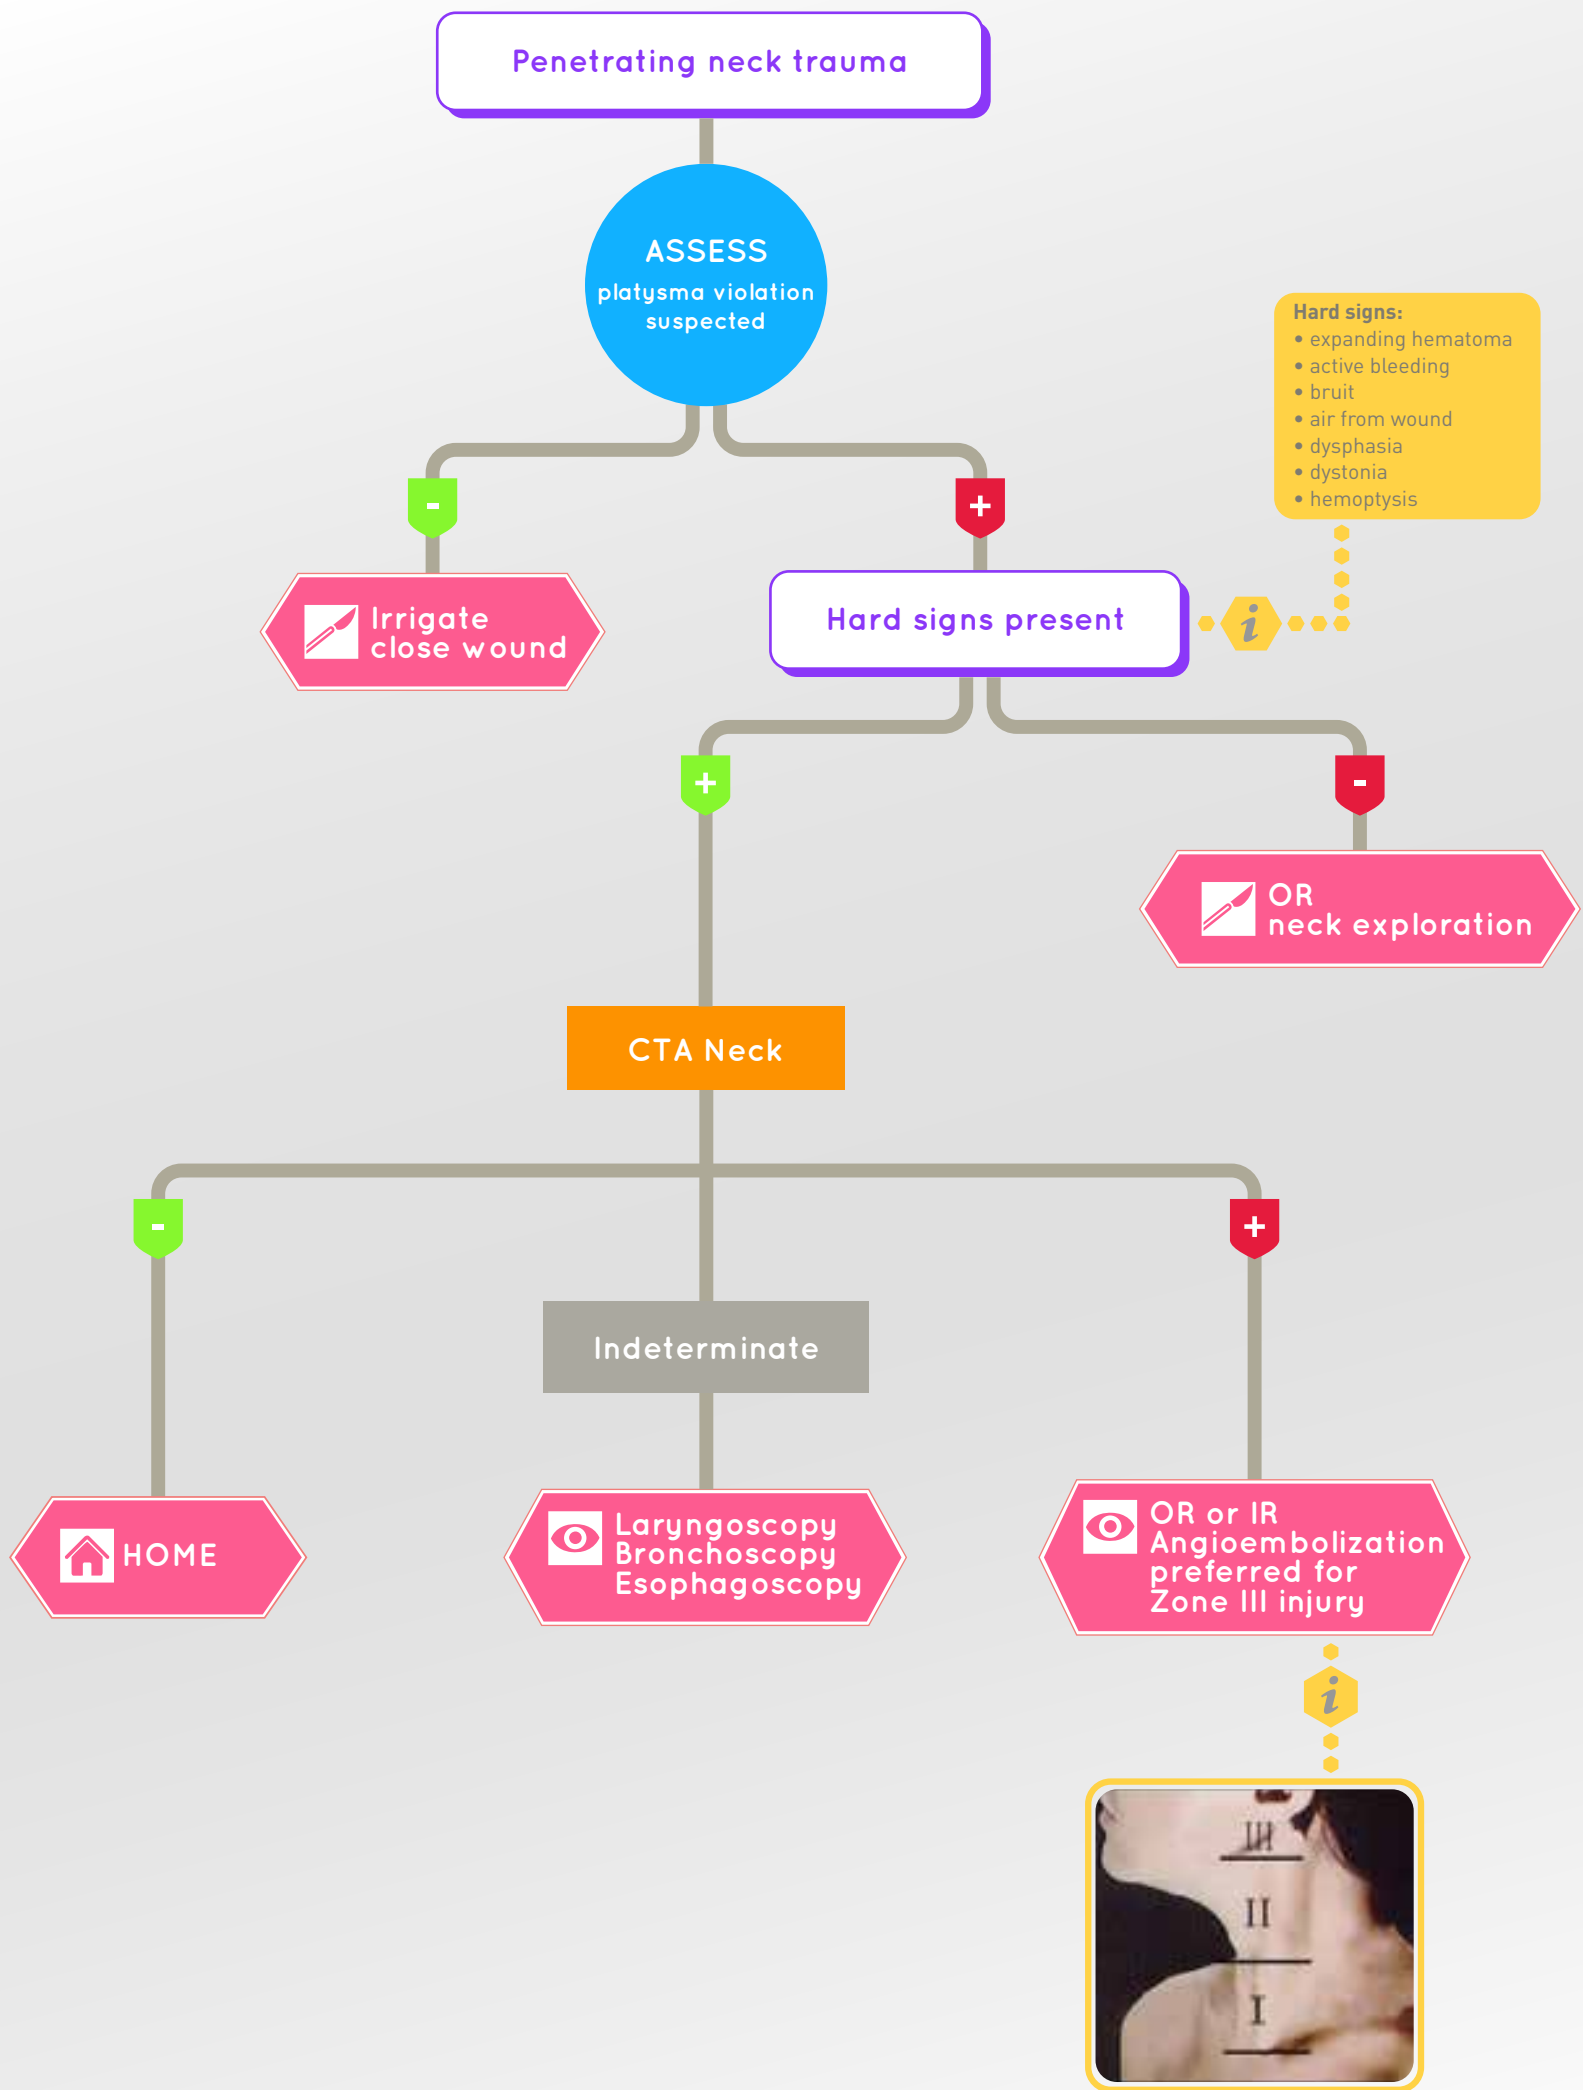 Penetrating neck trauma
ASSESS
platysma violation
suspected
Hard signs:
• expanding hematoma
• active bleeding
• bruit
• air from wound
• dysphasia
• dystonia
• hemoptysis
-
+
Irrigate
close wound
Hard signs present
i
+
-
OR
neck exploration
CTA Neck
-
+
Indeterminate
HOME
Laryngoscopy
Bronchoscopy
Esophagoscopy
OR or IR
Angioembolization
preferred for
Zone III injury
i
III
II
I